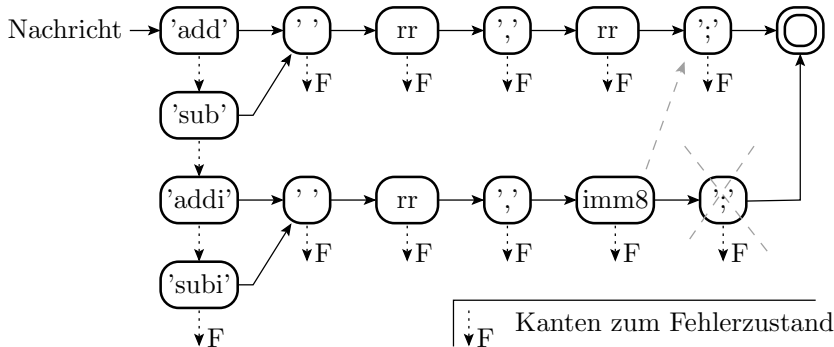 Nachricht 'add' ' ' rr ',' rr ';'
F F F F F
'sub'
'addi' ' ' rr ',' imm8 ';'
F F F F F
'subi'
F
F Kanten zum Fehlerzustand